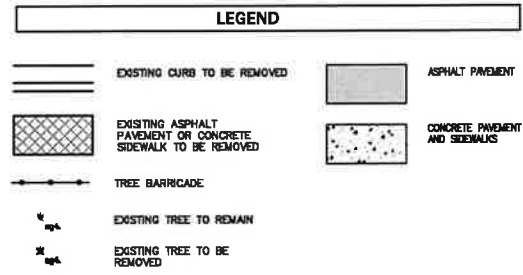 LEGEND
EXISTING CURB TO BE REMOVED
ASPHALT PAVEMENT
EXISITING ASPHALT
PAVEMENT OR CONCRETE
SIDEWALK TO BE REMOVED
CONCRETE PAVEMENT
AND SIDEWALKS
TREE BARRICADE
EXISTING TREE TO REMAIN
EXISTING TREE TO BE
REMOVED